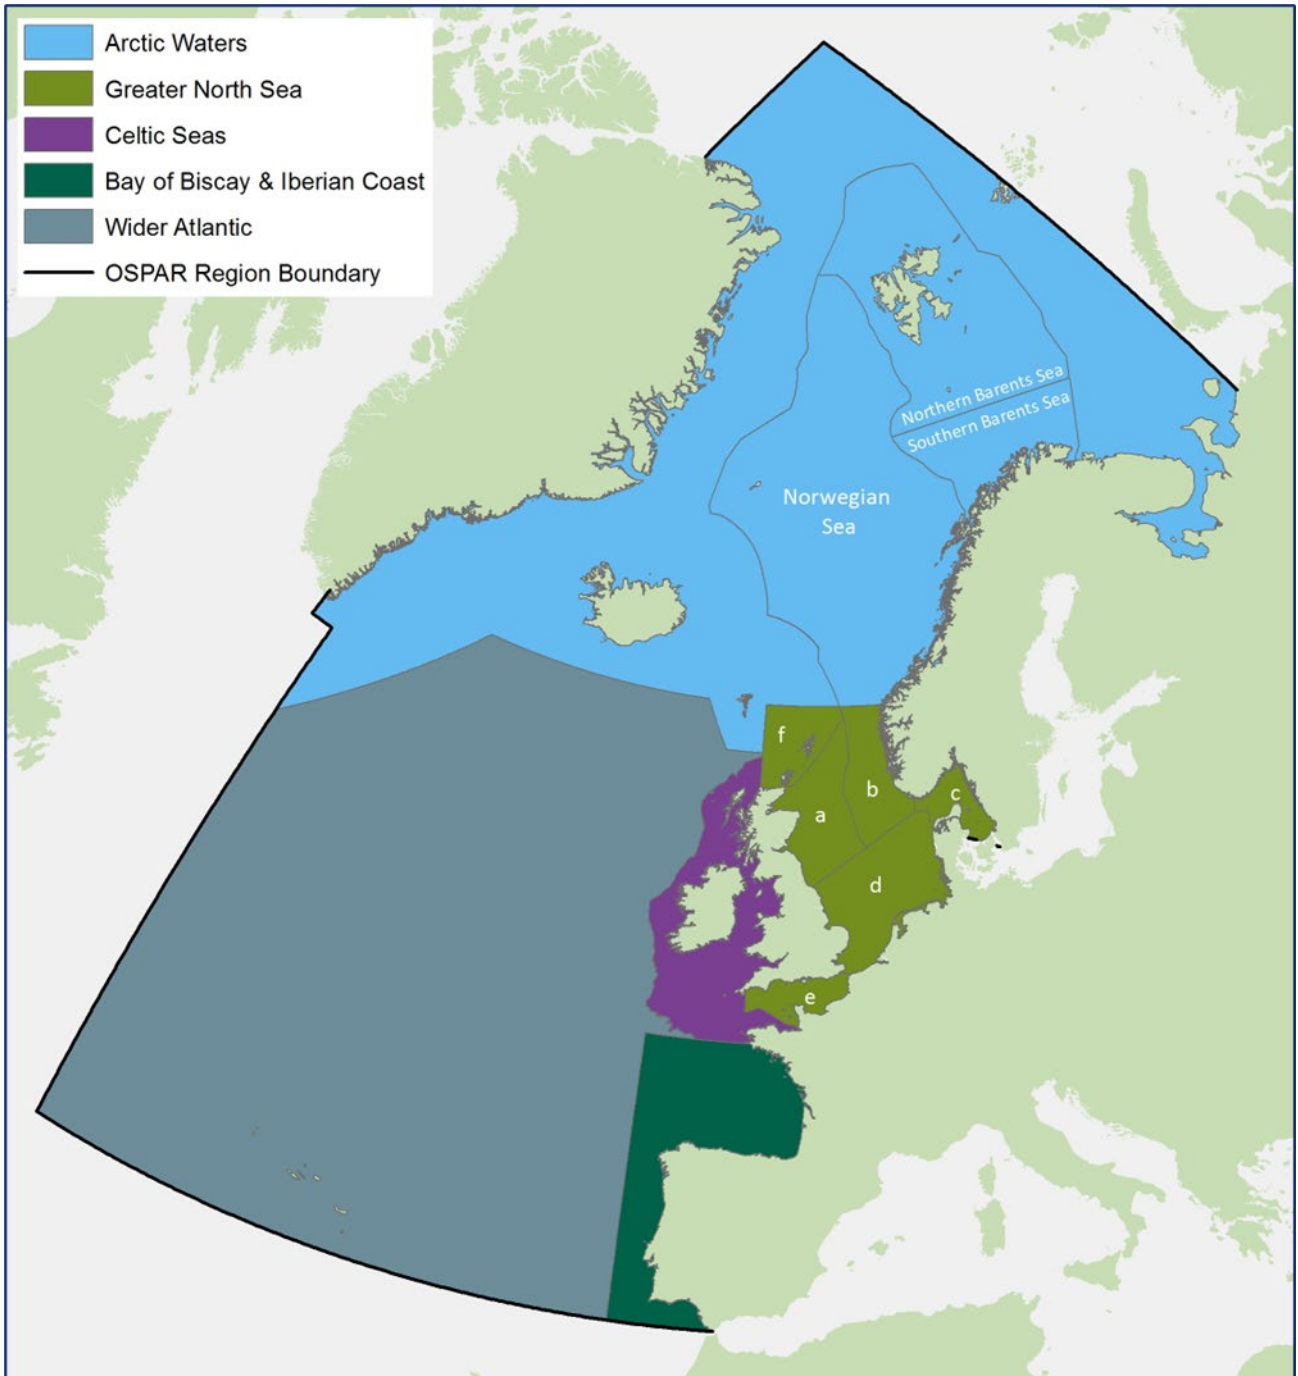 Arctic Waters
Greater North Sea
Celtic Seas
Bay of Biscay & Iberian Coast
Wider Atlantic
OSPAR Region Boundary
Northern Barents Sea
Southern Barents Sea
Norwegian
Sea
f
b
c
a
d
e